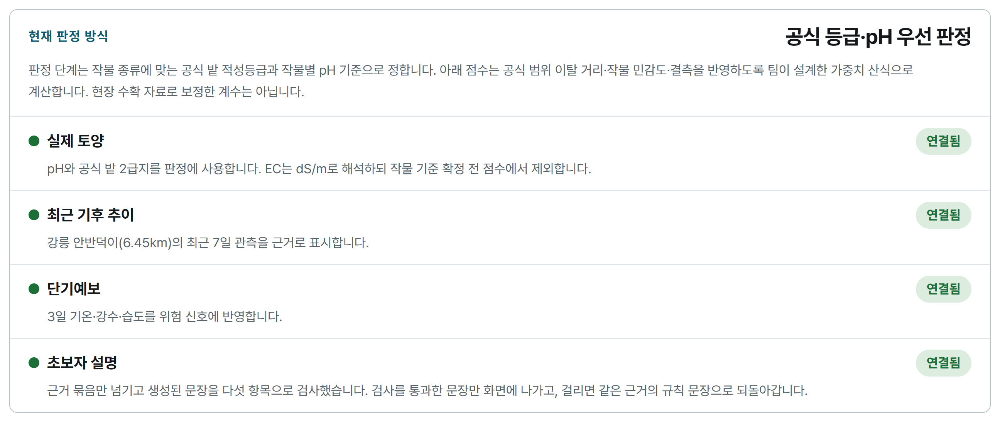 현재 판정 방식
공식 등급·pH 우선 판정
판정 단계는 작물 종류에 맞는 공식 밭 적성등급과 작물별 pH 기준으로 정합니다. 아래 점수는 공식 범위 이탈 거리·작물 민감도·결측을 반영하도록 팀이 설계한 가중치 산식으로
계산합니다. 현장 수확 자료로 보정한 계수는 아닙니다.
실제 토양
연결됨
pH와 공식 밭 2급지를 판정에 사용합니다. EC는 dS/m로 해석하되 작물 기준 확정 전 점수에서 제외합니다.
최근 기후 추이
연결됨
강릉 안반덕이(6.45km)의 최근 7일 관측을 근거로 표시합니다.
단기예보
연결됨
3일 기온·강수·습도를 위험 신호에 반영합니다.
초보자 설명
연결됨
근거 묶음만 넘기고 생성된 문장을 다섯 항목으로 검사했습니다. 검사를 통과한 문장만 화면에 나가고, 걸리면 같은 근거의 규칙 문장으로 되돌아갑니다.